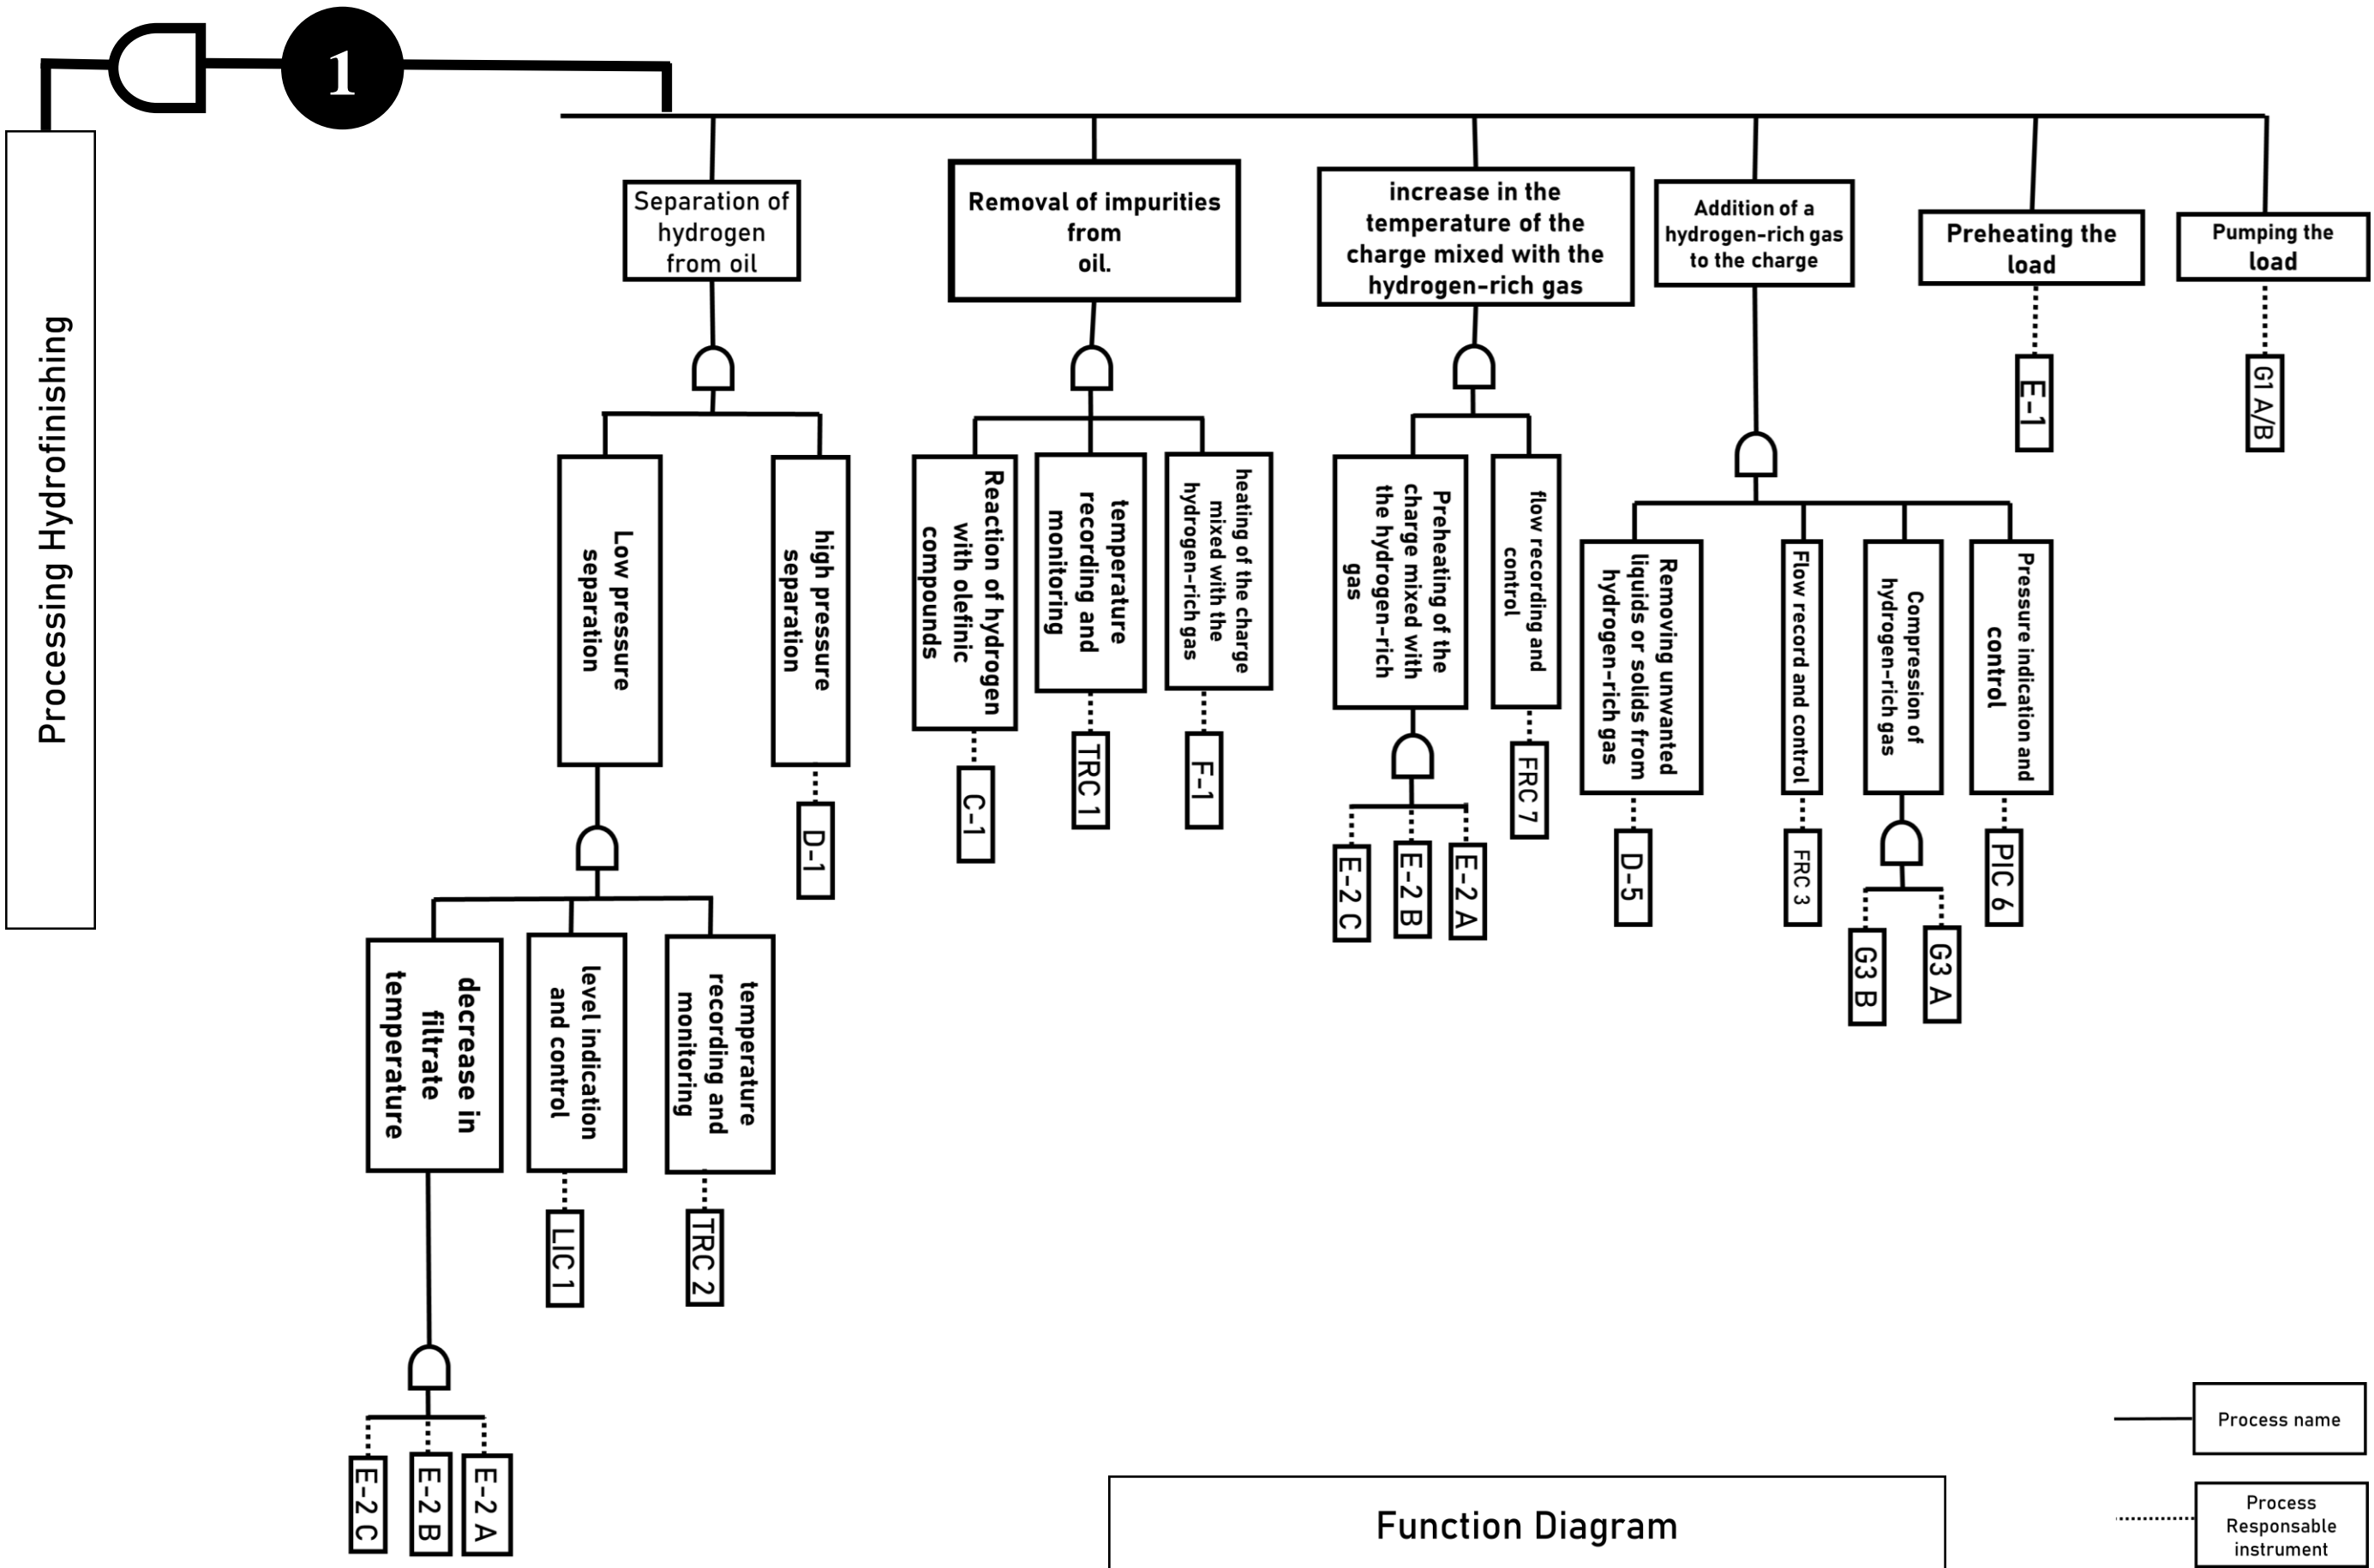 1
Processing Hydrofinishing
Separation of
hydrogen
from oil
Removal of impurities
from
oil.
increase in the
temperature of the
charge mixed with the
hydrogen-rich gas
Addition of a
hydrogen-rich gas
to the charge
Preheating the
load
Pumping the
load
E-1
G1 A/B
Low pressure
separation
high pressure
separation
D-1
Reaction of hydrogen
with olefinic
compounds
C-1
temperature
recording and
monitoring
TRC 1
heating of the charge
mixed with the
hydrogen-rich gas
F-1
Preheating of the
charge mixed with
the hydrogen-rich
gas
E-2 C
E-2 B
E-2 A
flow recording and
control
FRC 7
Removing unwanted
liquids or solids from
hydrogen-rich gas
D-5
Flow record and control
FRC 3
Compression of
hydrogen-rich gas
G3 B
G3 A
Pressure indication and
control
PIC 6
decrease in
filtrate
temperature
level indication
and control
LIC 1
temperature
recording and
monitoring
TRC 2
E-2 C
E-2 B
E-2 A
Process name
Process
Responsable
instrument
Function Diagram